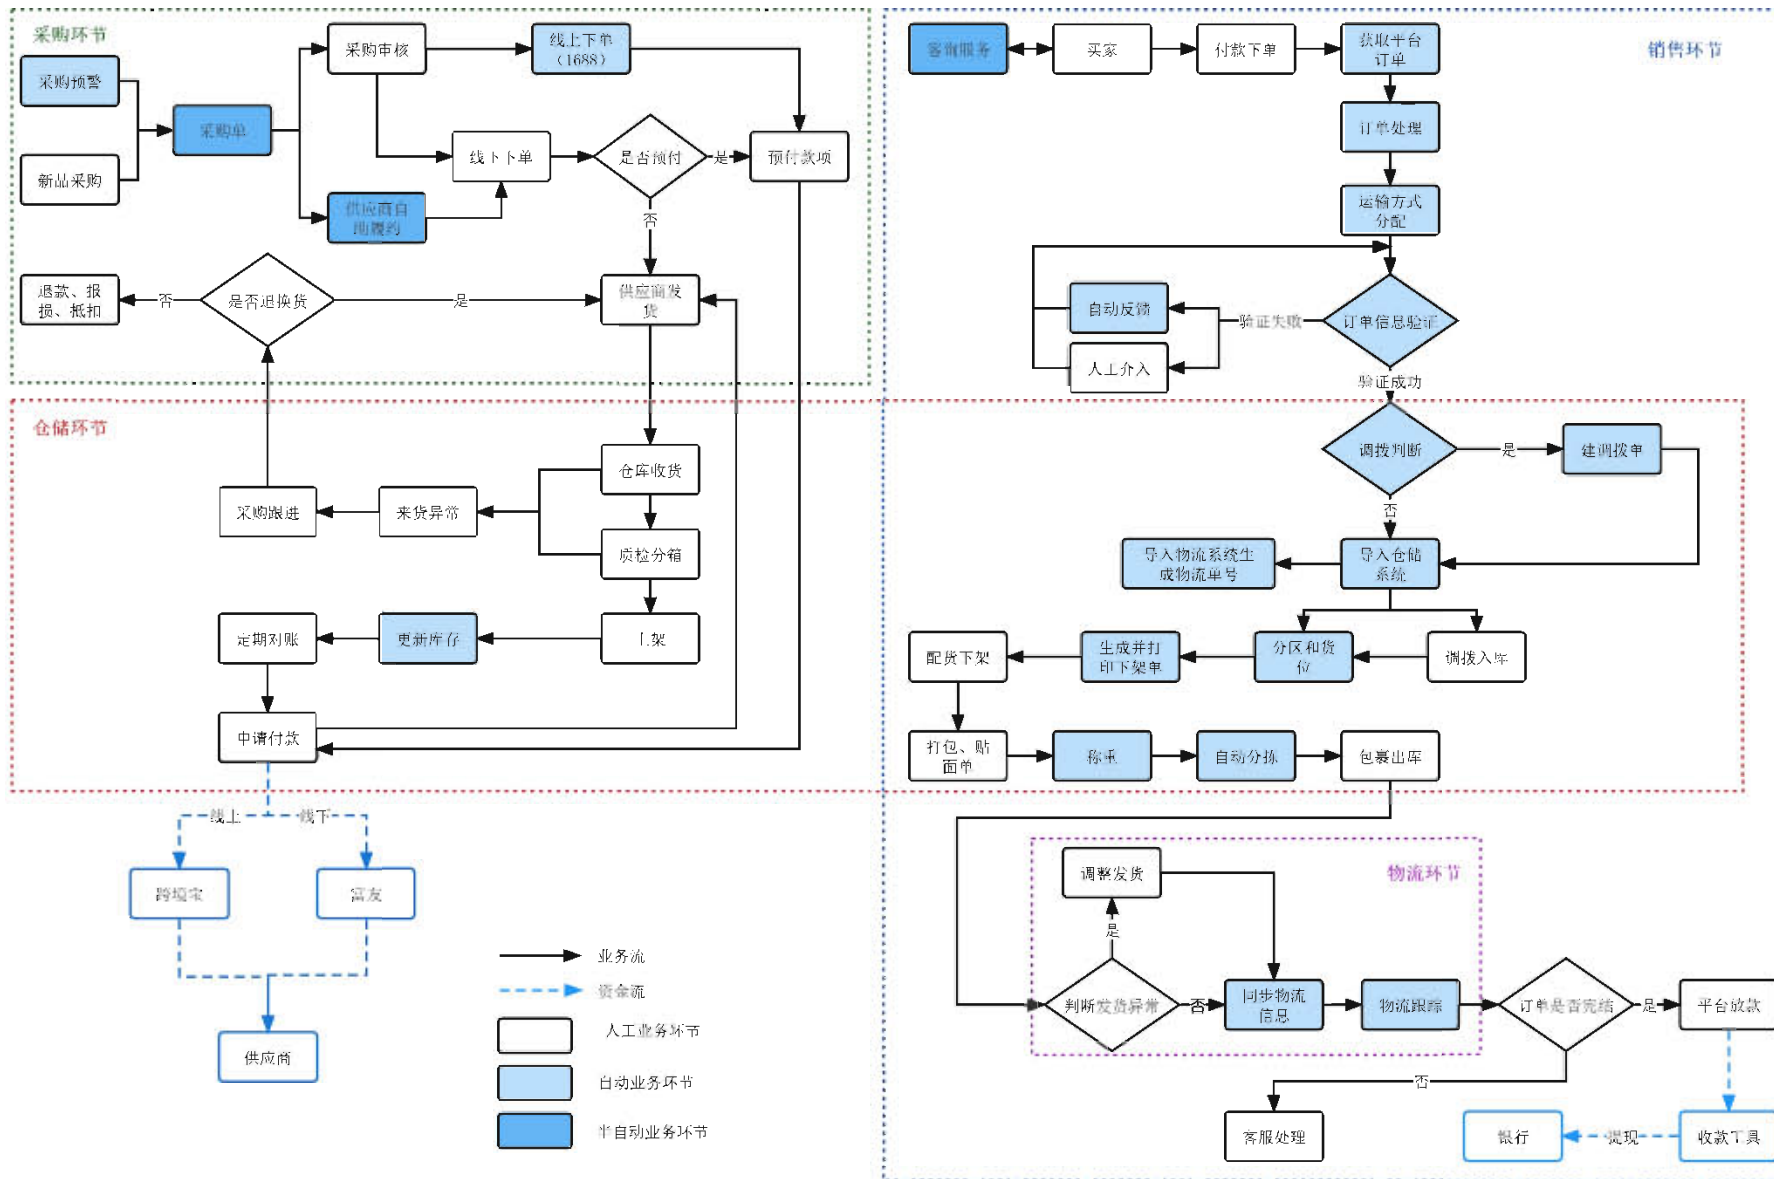 采购环节
采购预警
新品采购
采购单
采购审核
线上下单
（1688）
线下下单
供应商自
助履约
是否预付
是
预付款项
否
退款、报
损、抵扣
否
是否退换货
是
供应商发
货
仓储环节
仓库收货
采购跟进
来货异常
质检分箱
定期对账
更新库存
上架
申请付款
线上
线下
跨境宝
富友
供应商
业务流
资金流
人工业务环节
自动业务环节
半自动业务环节
销售环节
客询服务
买家
付款下单
获取平台
订单
订单处理
运输方式
分配
自动反馈
验证失败
订单信息验证
人工介入
验证成功
调拨判断
是
建调拨单
否
导入物流系统生
成物流单号
导入仓储
系统
配货下架
生成并打
印下架单
分区和货
位
调拨入库
打包、贴
面单
称重
自动分拣
包裹出库
物流环节
调整发货
是
判断发货异常
否
同步物流
信息
物流跟踪
订单是否完结
是
平台放款
否
客服处理
银行
提现
收款工具